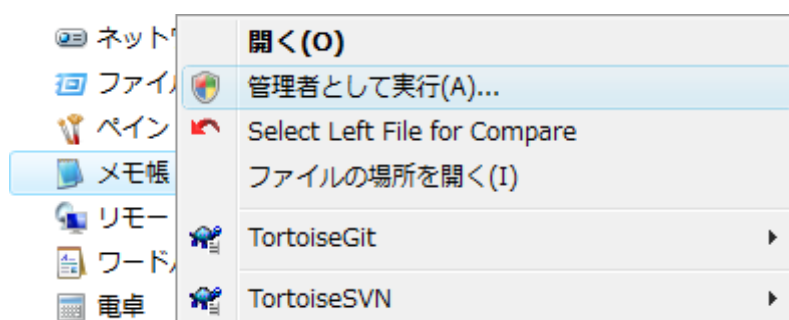 ネット
ファイ
ペイン
メモ帳
リモー
ワード
電卓
開く(O)
管理者として実行(A)...
Select Left File for Compare
ファイルの場所を開く(I)
TortoiseGit
TortoiseSVN